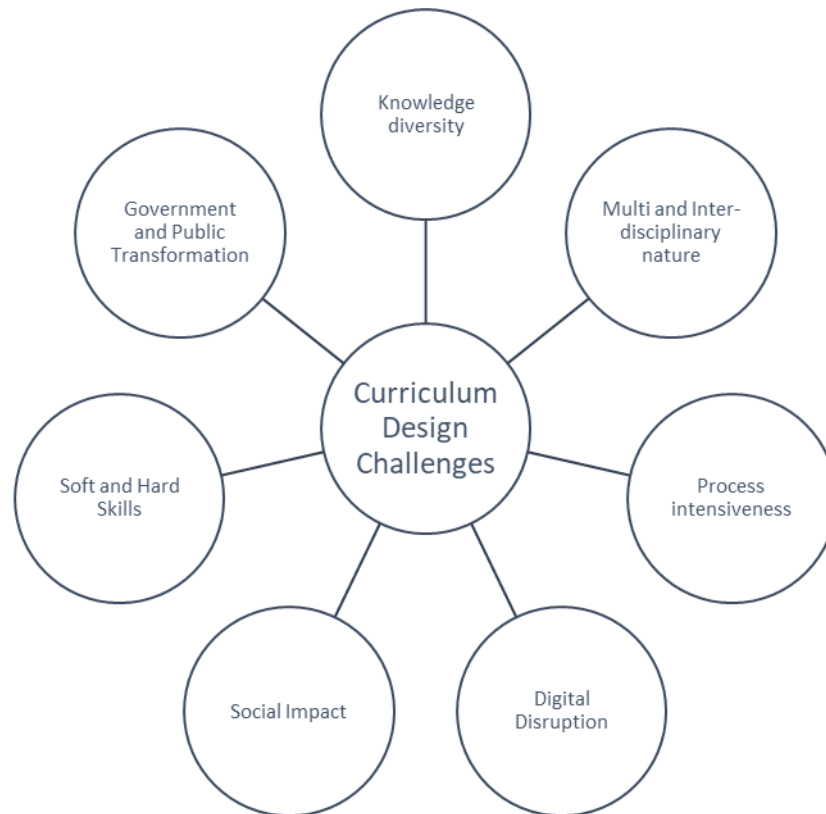 Knowledge
diversity
Multi and Inter-
disciplinary
nature
Process
intensiveness
Digital
Disruption
Social Impact
Soft and Hard
Skills
Government
and Public
Transformation
Curriculum
Design
Challenges